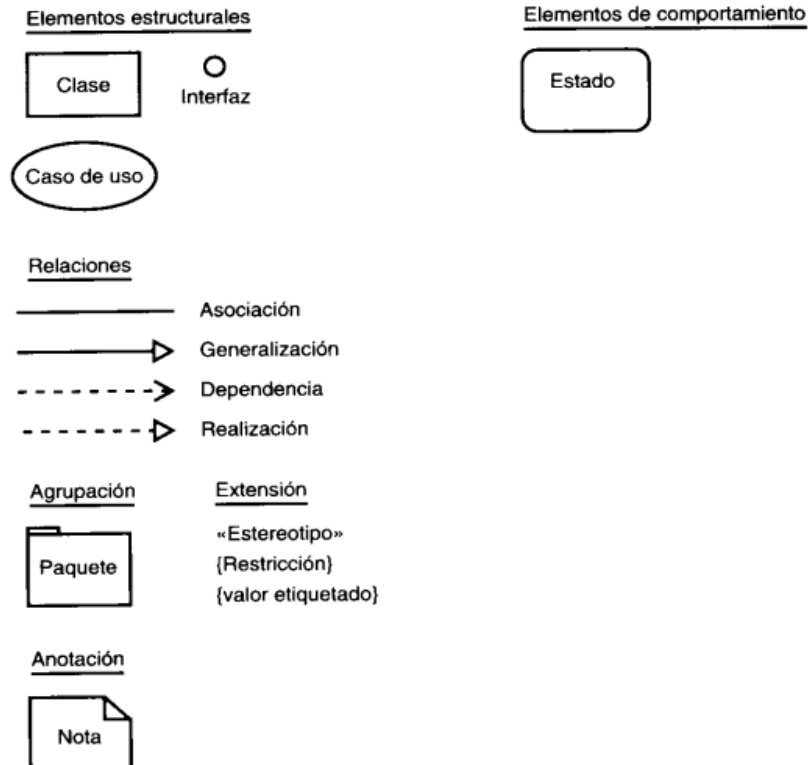 Elementos estructurales
Elementos de comportamiento
Clase
Interfaz
Estado
Caso de uso
Relaciones
Asociación
Generalización
Dependencia
Realización
Agrupación
Extensión
Paquete
«Estereotipo»
{Restricción}
{valor etiquetado}
Anotación
Nota